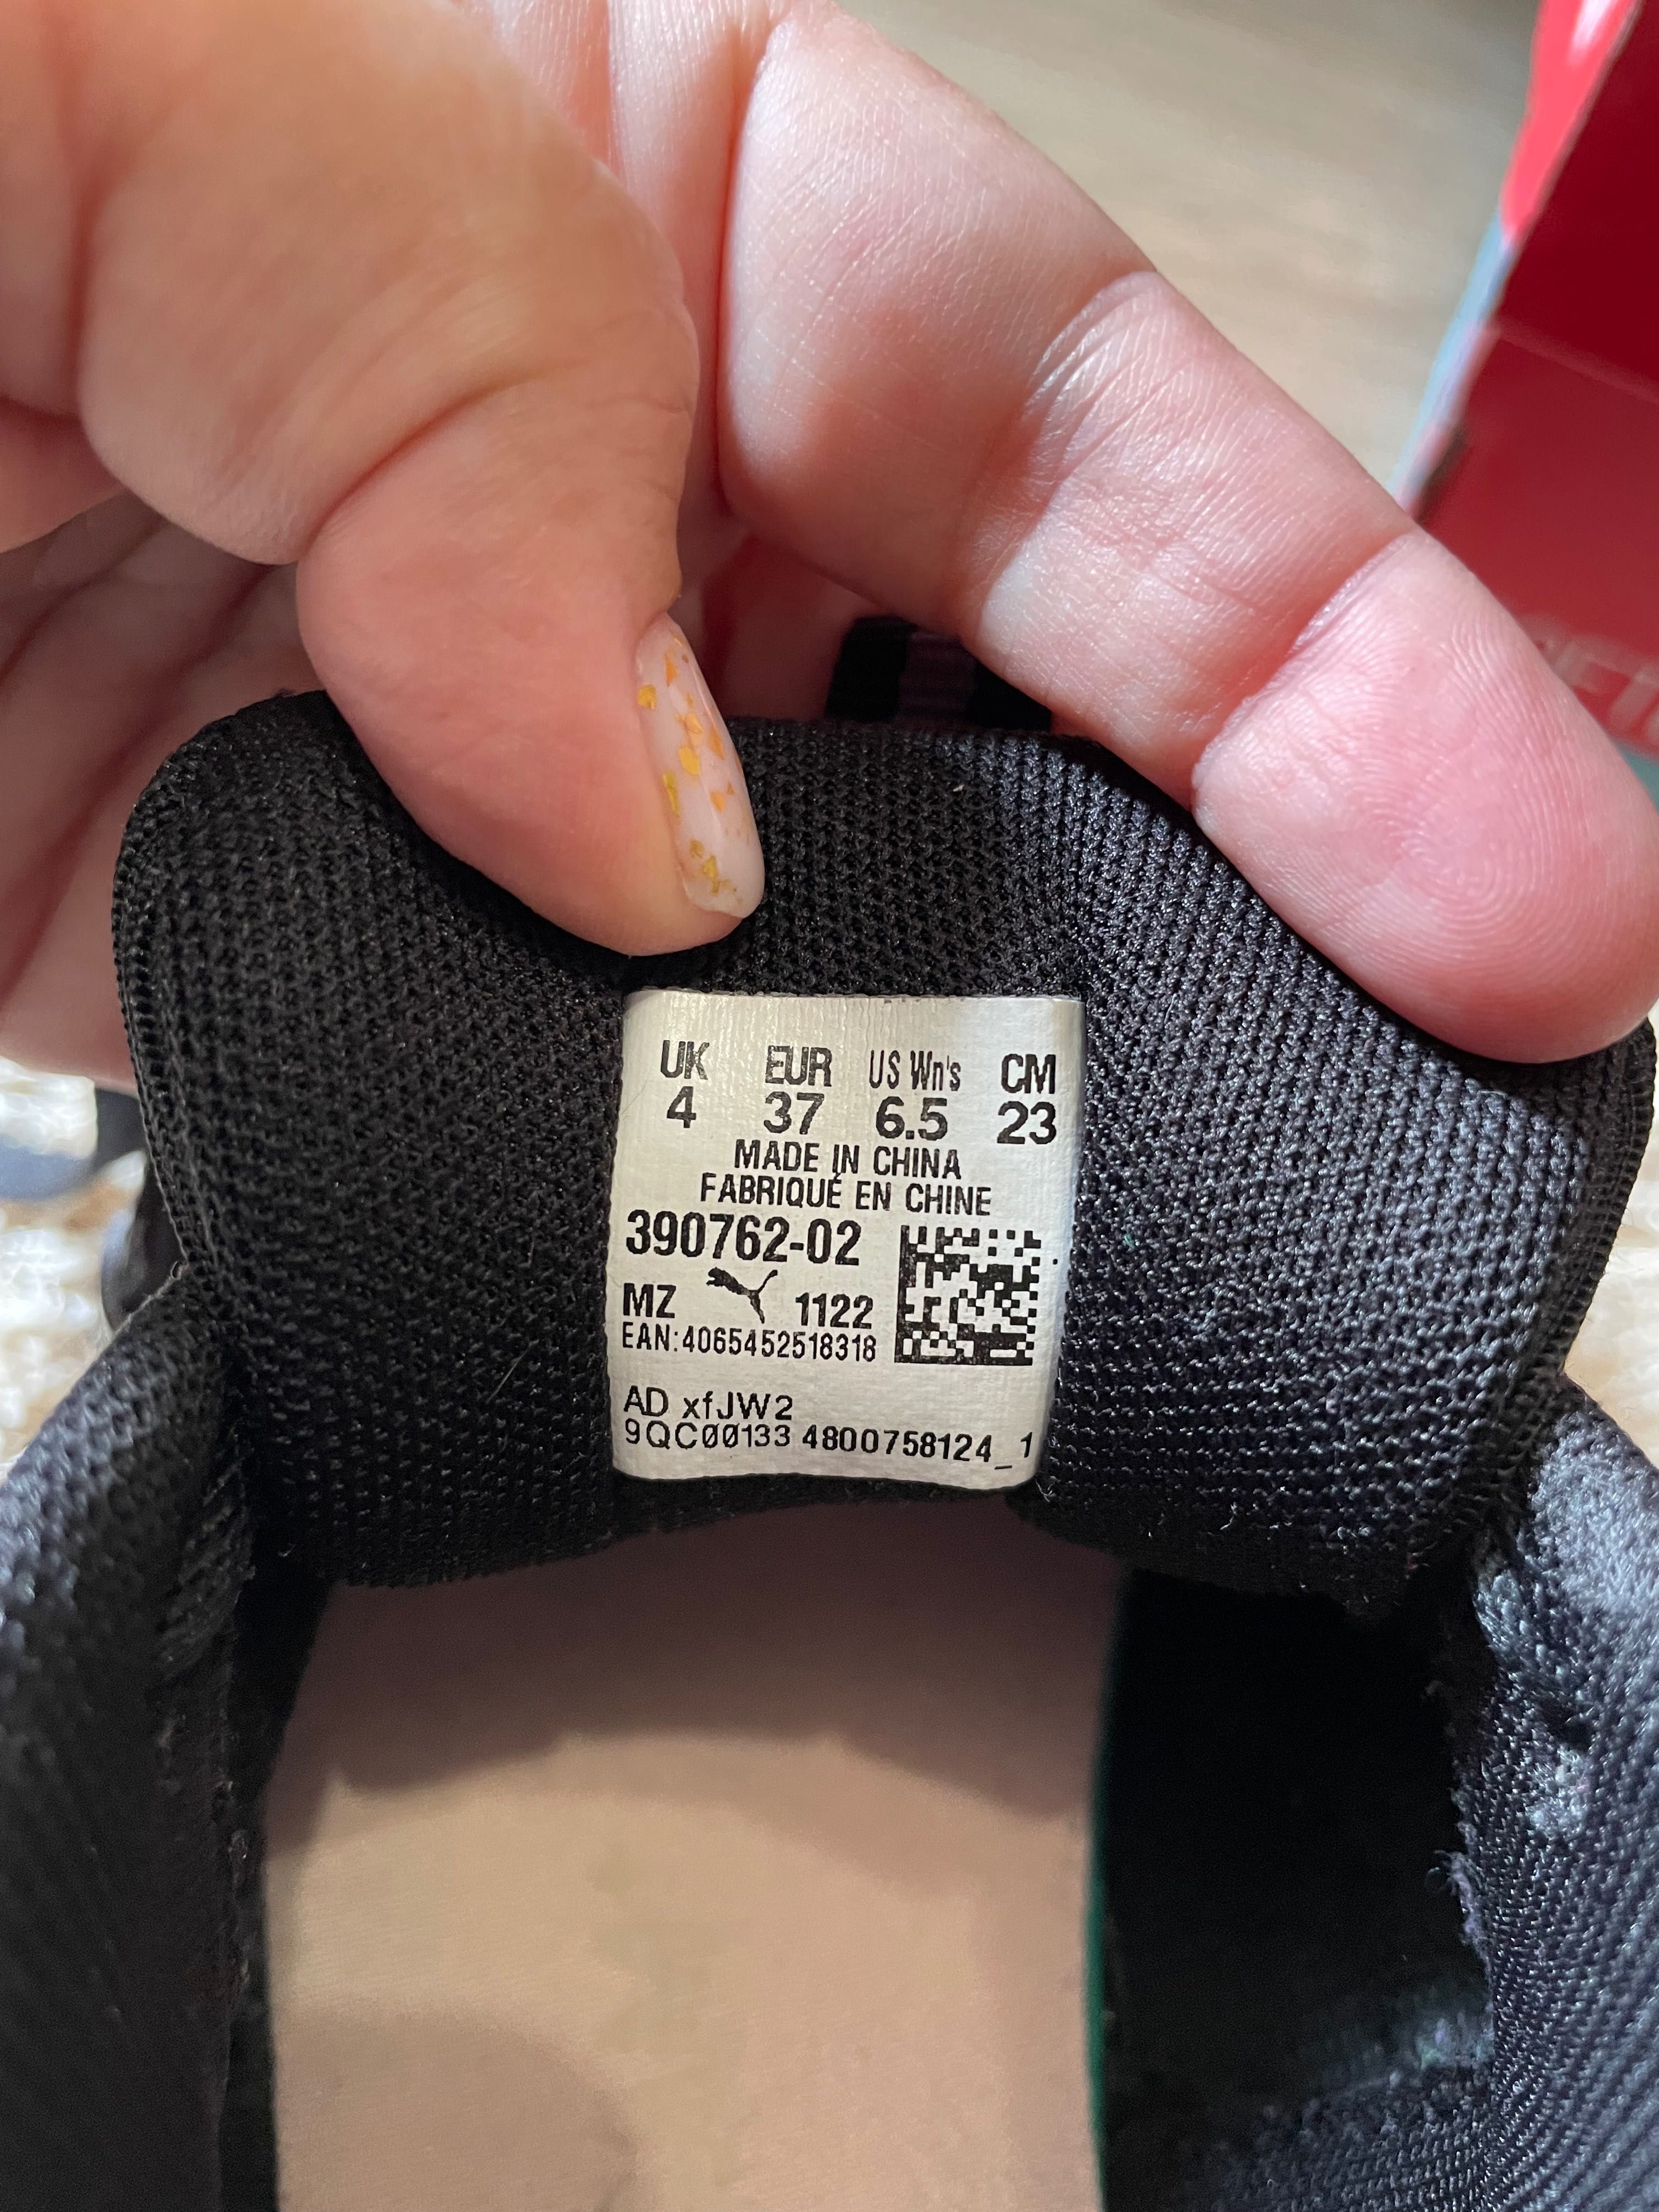 UK EUR US Wn's CM
4 37 6.5 23
MADE IN CHINA
FABRIQUÉ EN CHINE
390762-02
MZ 1122
EAN:4065452518318
AD xfJW2
9QC00133 4800758124_1